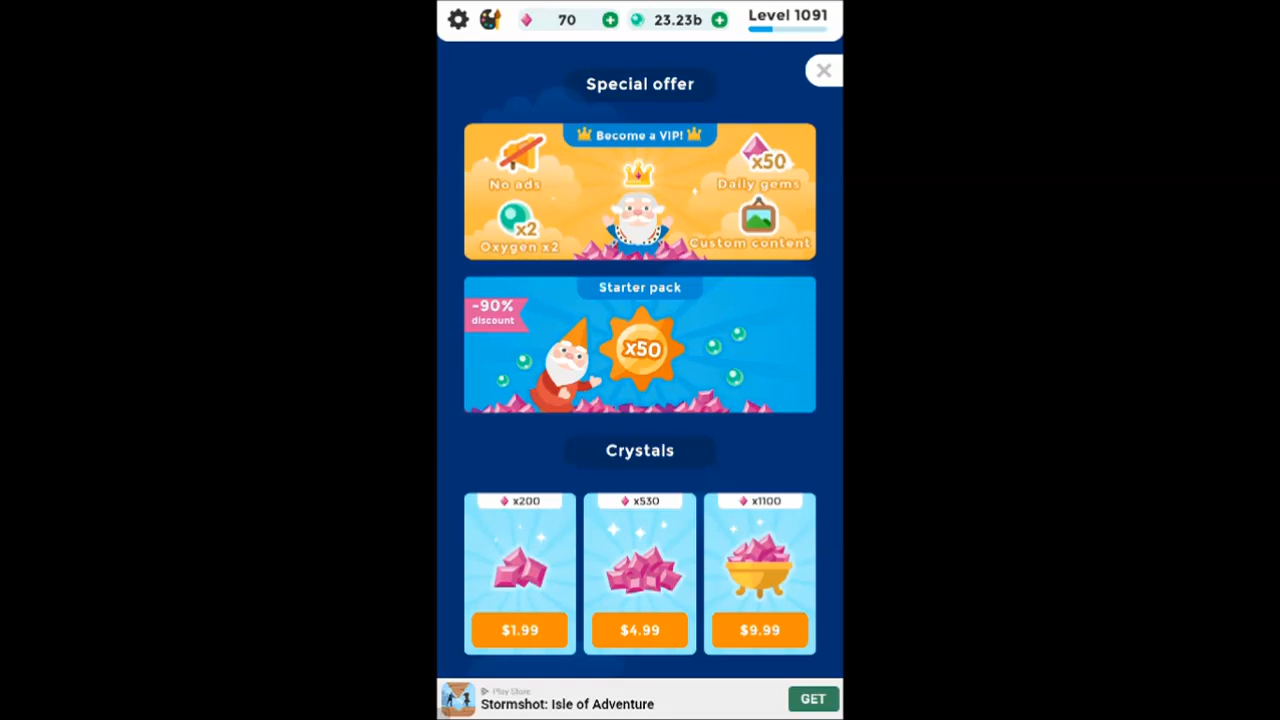 70
23.23b
Level 1091
Special offer
Become a VIP!
No ads
x50
Daily gems
x2
Oxygen x2
Custom content
Starter pack
-90%
discount
x50
Crystals
x200
x530
x1100
$1.99
$4.99
$9.99
Play Store
Stormshot: Isle of Adventure
GET